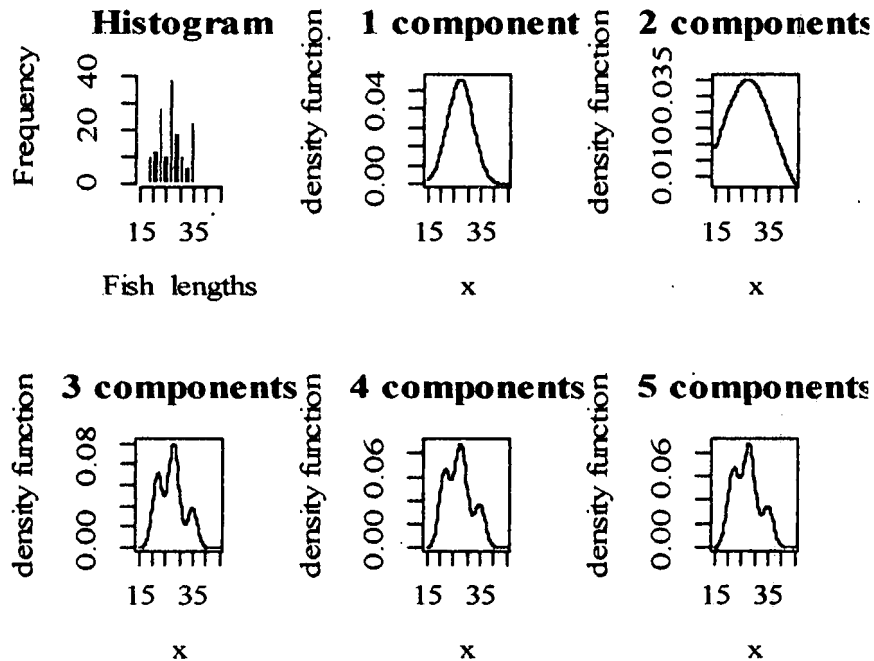 Histogram
Frequency
0 20 40
15 35
Fish lengths
1 component
density function
0.00 0.04
15 35
x
2 components
density function
0.010 0.035
15 35
x
3 components
density function
0.00 0.08
15 35
x
4 components
density function
0.00 0.06
15 35
x
5 components
density function
0.00 0.06
15 35
x